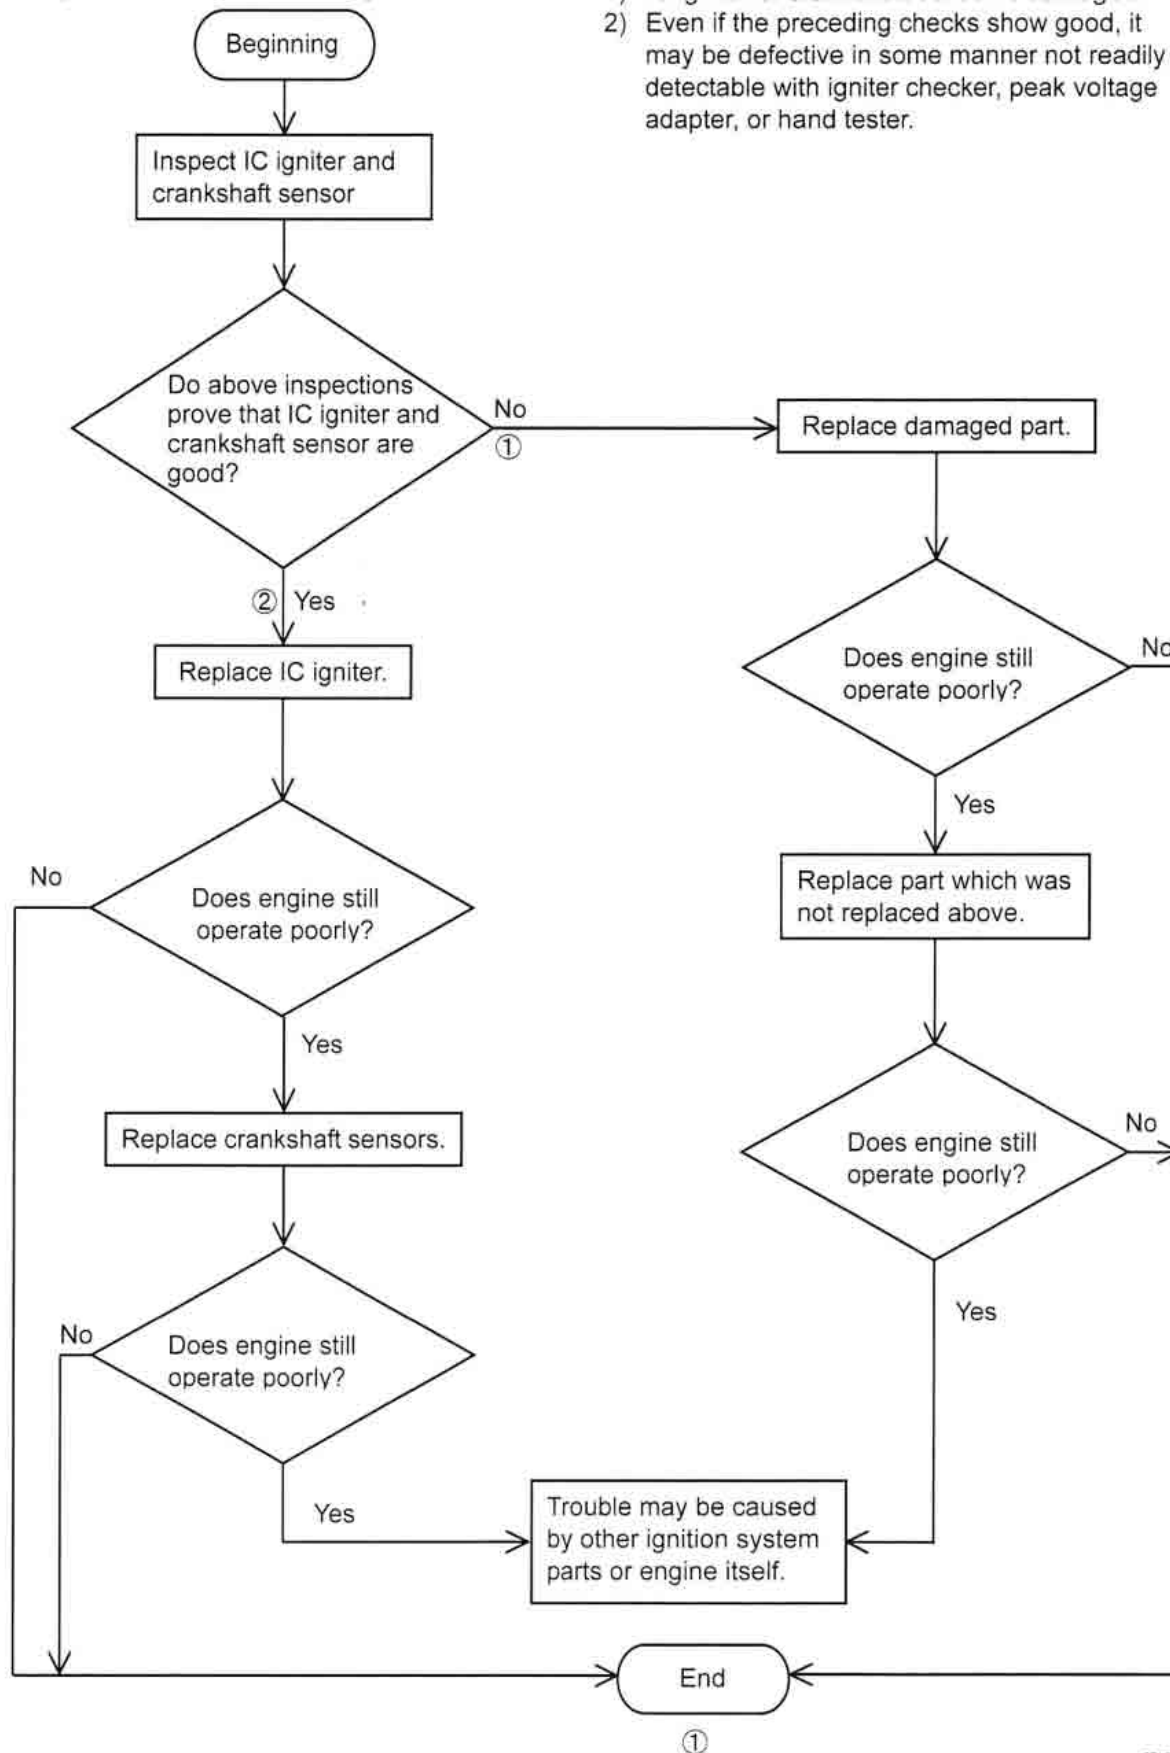 2) Even if the preceding checks show good, it
may be defective in some manner not readily
detectable with igniter checker, peak voltage
adapter, or hand tester.
Beginning
Inspect IC igniter and
crankshaft sensor
Do above inspections
prove that IC igniter and
crankshaft sensor are
good?
No
①
Replace damaged part.
② Yes
Replace IC igniter.
Does engine still
operate poorly?
No
Yes
Replace part which was
not replaced above.
No
Does engine still
operate poorly?
Yes
Replace crankshaft sensors.
Does engine still
operate poorly?
No
Yes
No
Does engine still
operate poorly?
Yes
Trouble may be caused
by other ignition system
parts or engine itself.
End
①